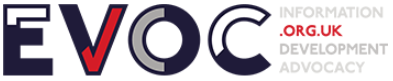 EVOC
INFORMATION
.ORG.UK
DEVELOPMENT
ADVOCACY